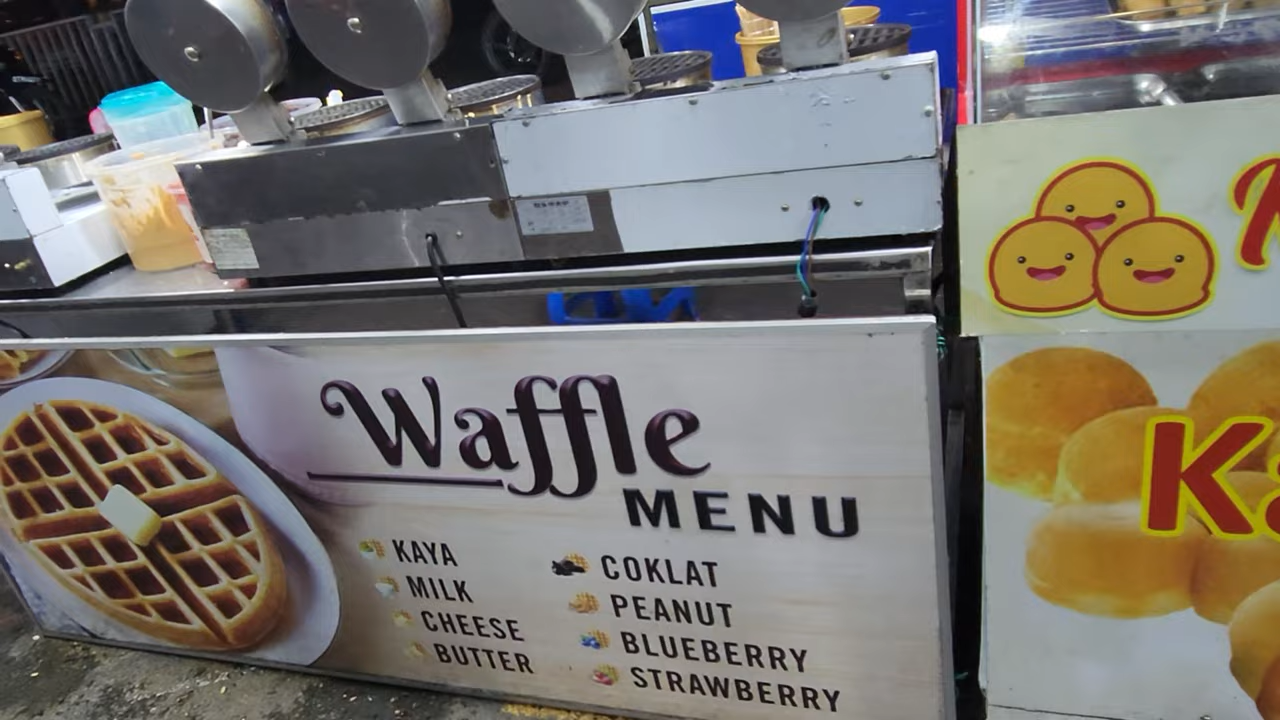 Waffle
MENU
KAYA
MILK
CHEESE
BUTTER
COKLAT
PEANUT
BLUEBERRY
STRAWBERRY